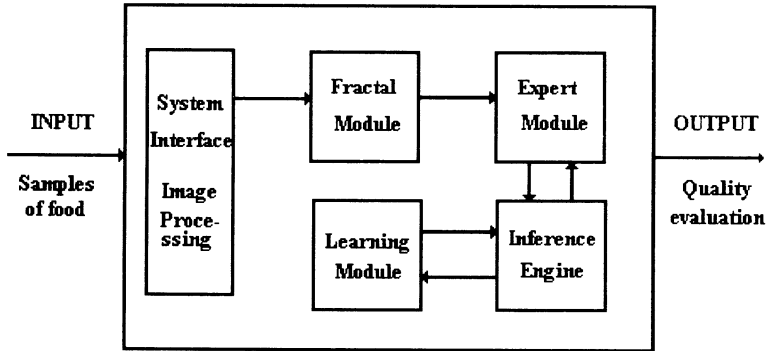 INPUT
Samples
of food
System
Interface
Image
Proce-
ssing
Fractal
Module
Expert
Module
Learning
Module
Inference
Engine
OUTPUT
Quality
evaluation